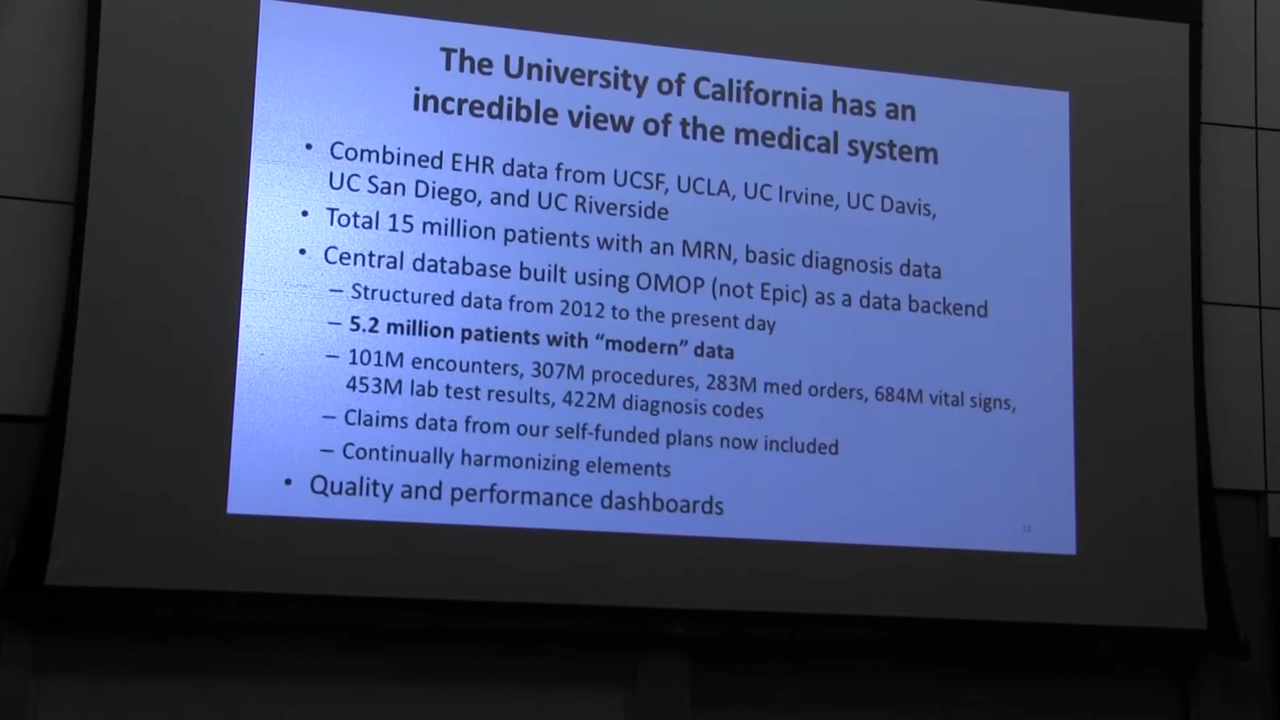 The University of California has an
incredible view of the medical system
• Combined EHR data from UCSF, UCLA, UC Irvine, UC Davis,
UC San Diego, and UC Riverside
• Total 15 million patients with an MRN, basic diagnosis data
• Central database built using OMOP (not Epic) as a data backend
– Structured data from 2012 to the present day
– 5.2 million patients with “modern” data
– 101M encounters, 307M procedures, 283M med orders, 684M vital signs,
453M lab test results, 422M diagnosis codes
– Claims data from our self-funded plans now included
– Continually harmonizing elements
• Quality and performance dashboards